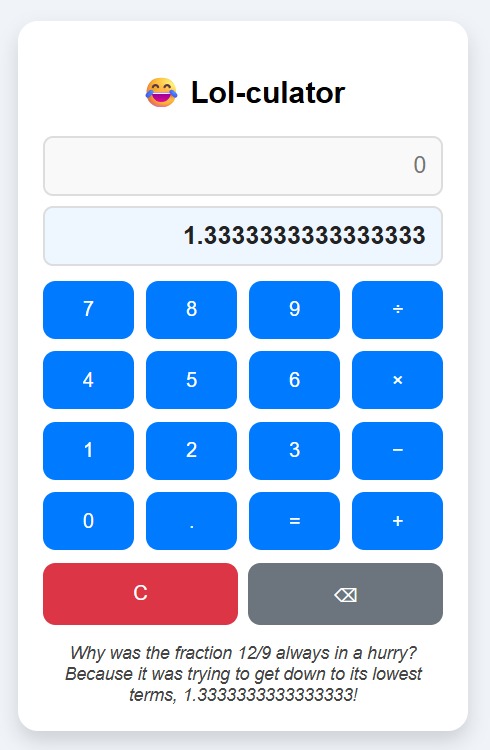 😂 Lol-culator
0
1.3333333333333333
7 8 9 ÷
4 5 6 ×
1 2 3 −
0 . = +
C ⌫
Why was the fraction 12/9 always in a hurry?
Because it was trying to get down to its lowest
terms, 1.3333333333333333!